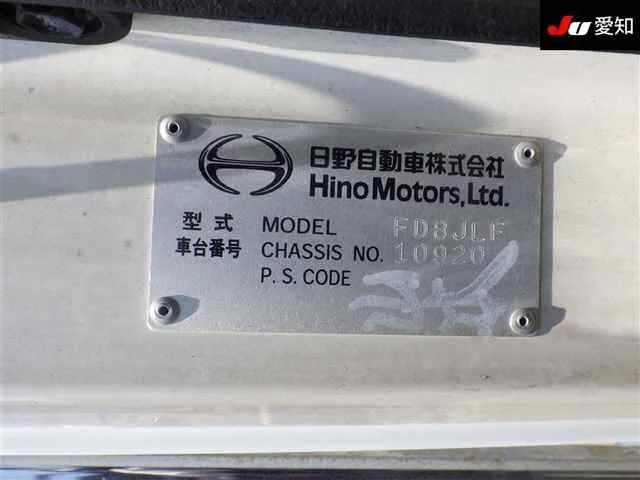 JU 愛知
日野自動車株式会社
Hino Motors, Ltd.
型式 MODEL FD8JLF
車台番号 CHASSIS NO. 10920
P.S. CODE